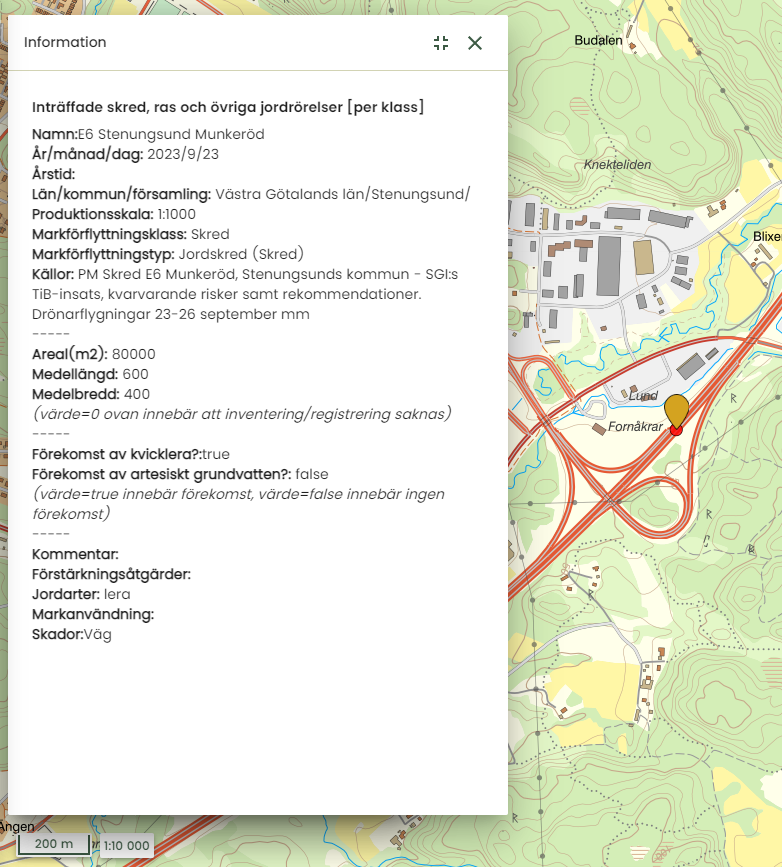 Information
Inträffade skred, ras och övriga jordrörelser [per klass]
Namn:E6 Stenungsund Munkeröd
År/månad/dag: 2023/9/23
Årstid:
Län/kommun/församling: Västra Götalands län/Stenungsund/
Produktionsskala: 1:1000
Markförflyttningsklass: Skred
Markförflyttningstyp: Jordskred (Skred)
Källor: PM Skred E6 Munkeröd, Stenungsunds kommun - SGI:s
TiB-insats, kvarvarande risker samt rekommendationer.
Drönarflygningar 23-26 september mm
-----
Areal(m2): 80000
Medellängd: 600
Medelbredd: 400
(värde=0 ovan innebär att inventering/registrering saknas)
-----
Förekomst av kvicklera?:true
Förekomst av artesiskt grundvatten?: false
(värde=true innebär förekomst, värde=false innebär ingen
förekomst)
-----
Kommentar:
Förstärkningsåtgärder:
Jordarter: lera
Markanvändning:
Skador:Väg
Budalen
Knekteliden
Blixe
Lund
Fornåkrar
R
R
R
R
R
R
Ängen
200 m
1:10 000